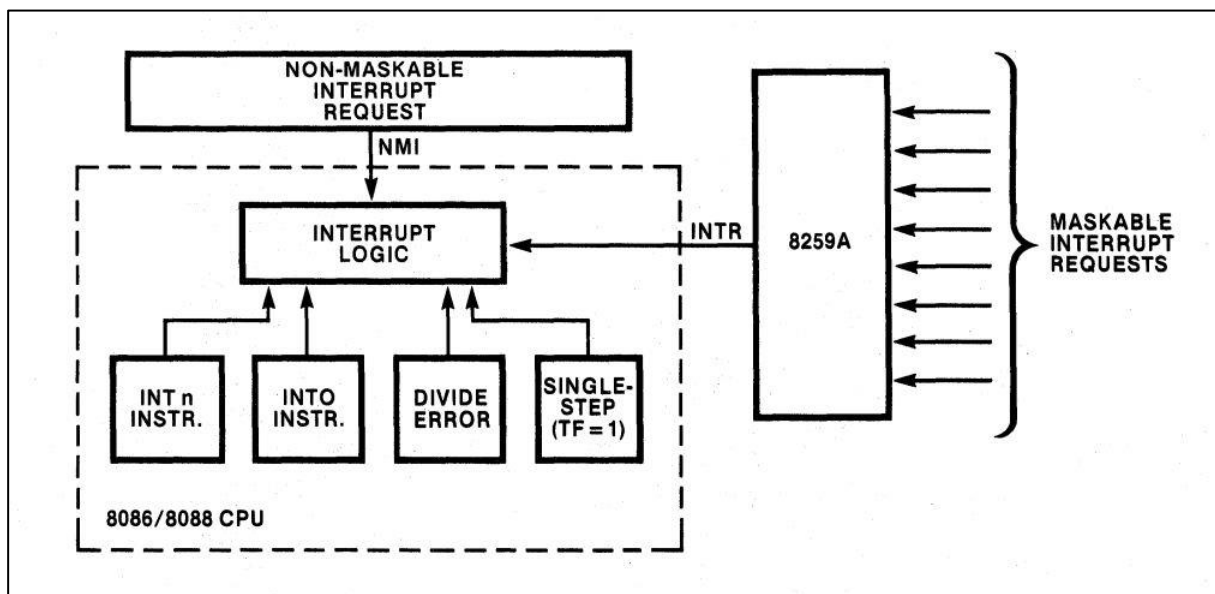 NON-MASKABLE
INTERRUPT
REQUEST
NMI
INTERRUPT
LOGIC
INTR
8259A
MASKABLE
INTERRUPT
REQUESTS
INT n
INSTR.
INTO
INSTR.
DIVIDE
ERROR
SINGLE-
STEP
(TF = 1)
8086/8088 CPU